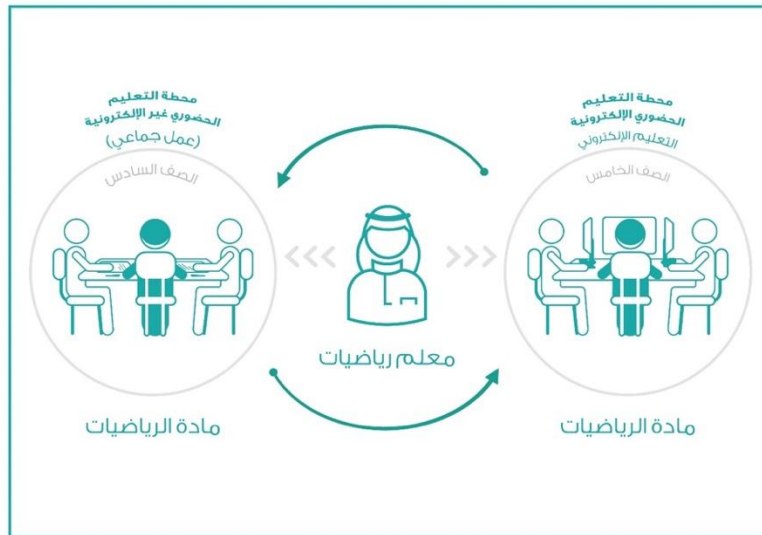 محطة التعليم
الحضوري الإلكترونية
التعليم الإلكتروني
الصف الخامس
مادة الرياضيات
معلم رياضيات
محطة التعليم
الحضوري غير الإلكترونية
(عمل جماعي)
الصف السادس
مادة الرياضيات